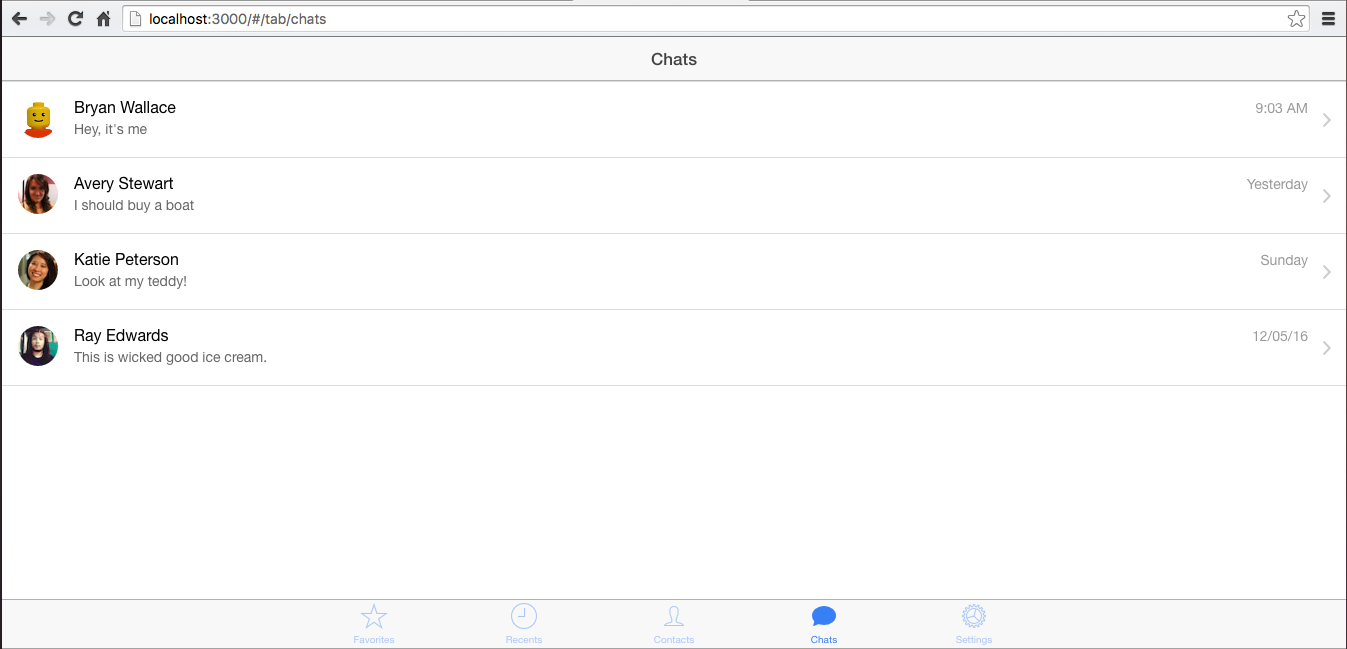 localhost:3000/#/tab/chats
Chats
Bryan Wallace 9:03 AM
Hey, it's me
Avery Stewart Yesterday
I should buy a boat
Katie Peterson Sunday
Look at my teddy!
Ray Edwards 12/05/16
This is wicked good ice cream.
Favorites Recents Contacts Chats Settings